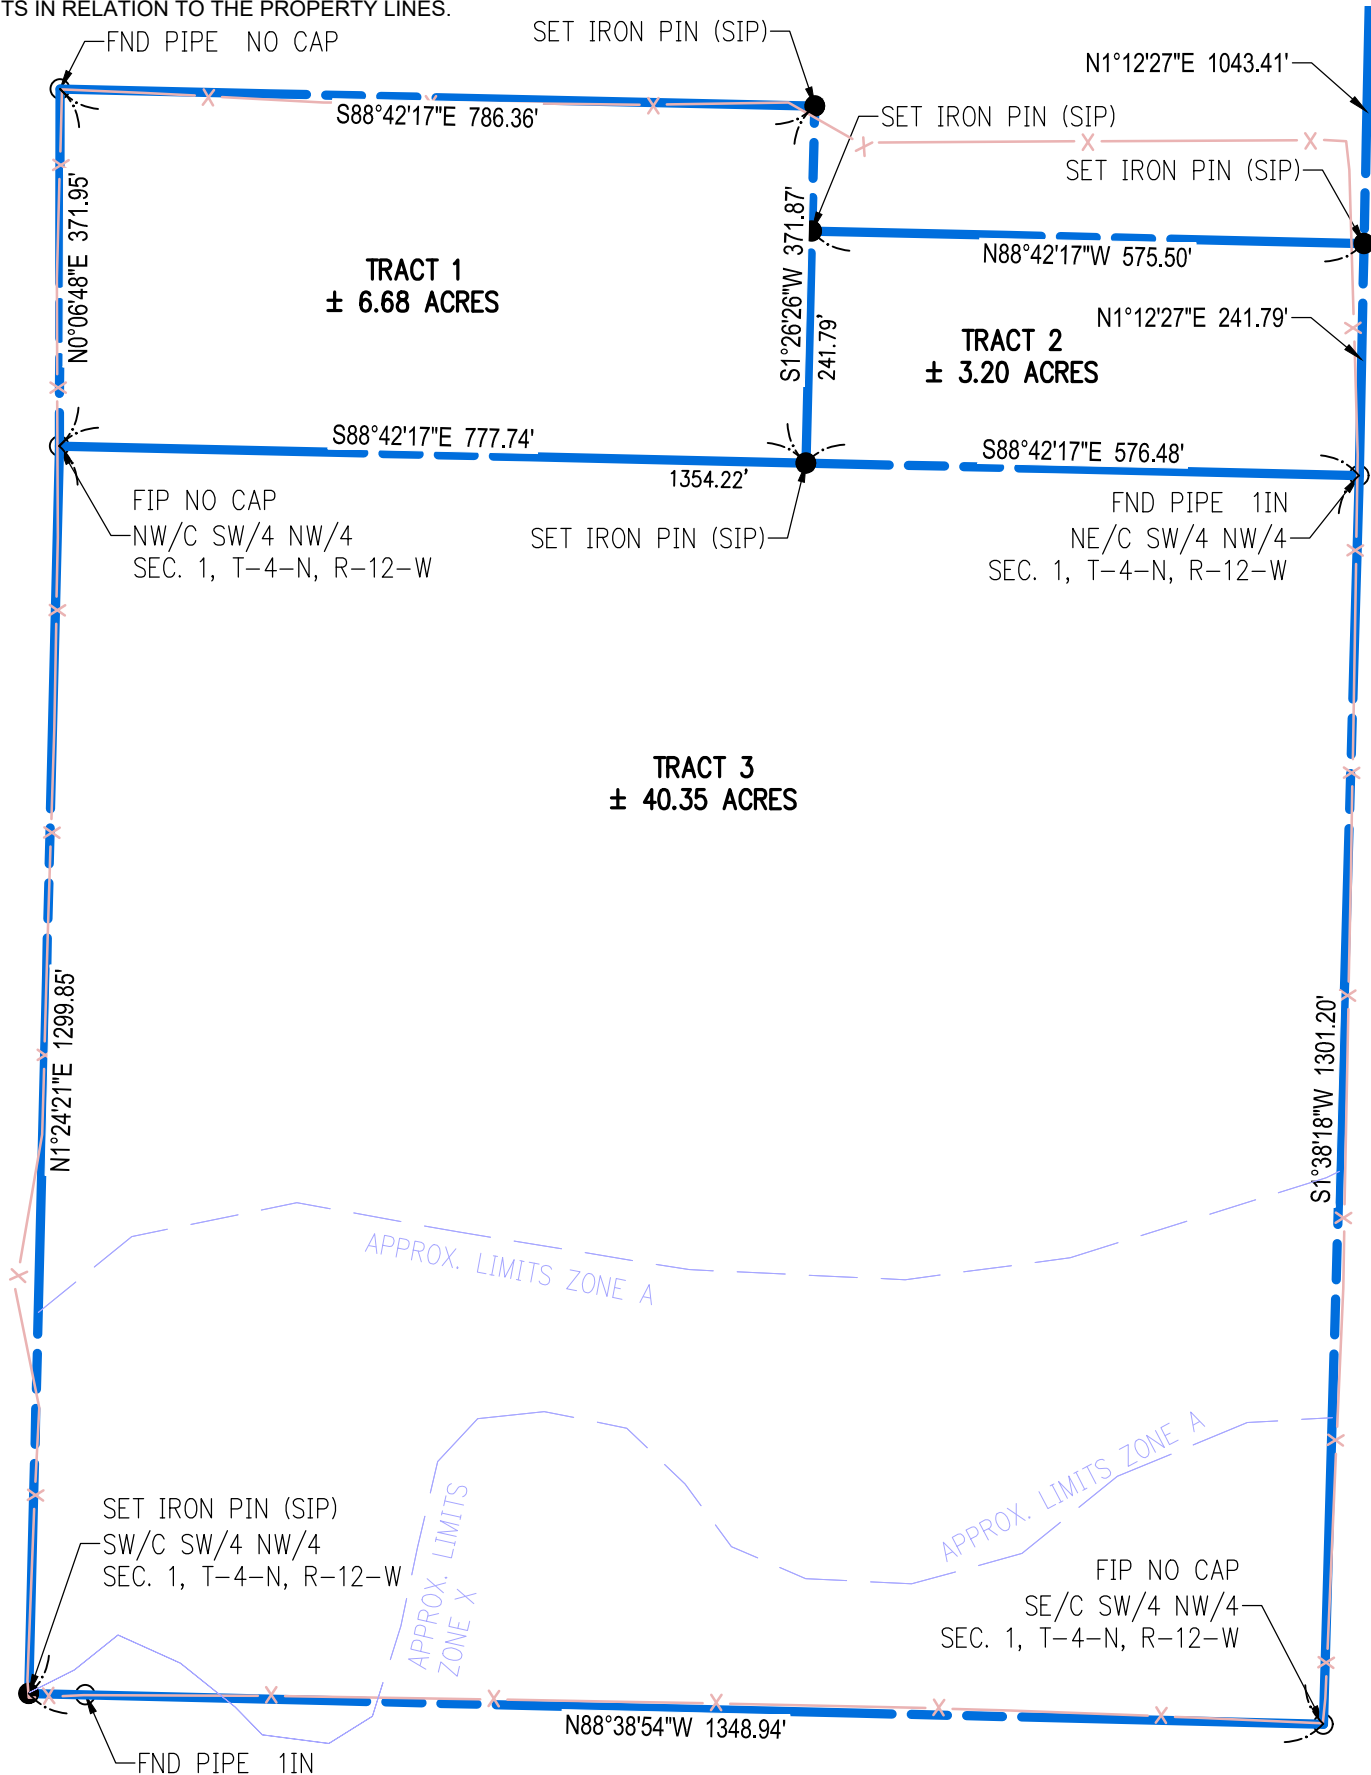 TS IN RELATION TO THE PROPERTY LINES.
FND PIPE NO CAP
SET IRON PIN (SIP)
N1°12'27"E 1043.41'
S88°42'17"E 786.36'
SET IRON PIN (SIP)
SET IRON PIN (SIP)
N0°06'48"E 371.95'
TRACT 1
± 6.68 ACRES
S1°26'26"W 371.87'
241.79'
N88°42'17"W 575.50'
N1°12'27"E 241.79'
TRACT 2
± 3.20 ACRES
S88°42'17"E 777.74'
1354.22'
S88°42'17"E 576.48'
FIP NO CAP
NW/C SW/4 NW/4
SEC. 1, T-4-N, R-12-W
SET IRON PIN (SIP)
FND PIPE 1IN
NE/C SW/4 NW/4
SEC. 1, T-4-N, R-12-W
TRACT 3
± 40.35 ACRES
N1°24'21"E 1299.85'
S1°38'18"W 1301.20'
APPROX. LIMITS ZONE A
APPROX. LIMITS ZONE A
APPROX. LIMITS
ZONE X
SET IRON PIN (SIP)
SW/C SW/4 NW/4
SEC. 1, T-4-N, R-12-W
FIP NO CAP
SE/C SW/4 NW/4
SEC. 1, T-4-N, R-12-W
N88°38'54"W 1348.94'
FND PIPE 1IN